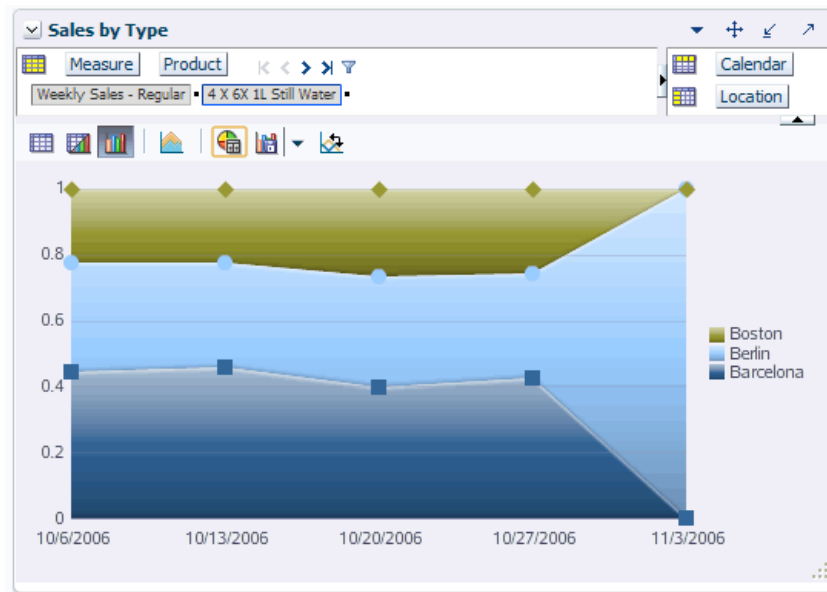 Sales by Type
Measure Product
Calendar
Weekly Sales - Regular 4 X 6X 1L Still Water
Location
1
0.8
0.6
0.4
0.2
0
Boston
Berlin
Barcelona
10/6/2006 10/13/2006 10/20/2006 10/27/2006 11/3/2006